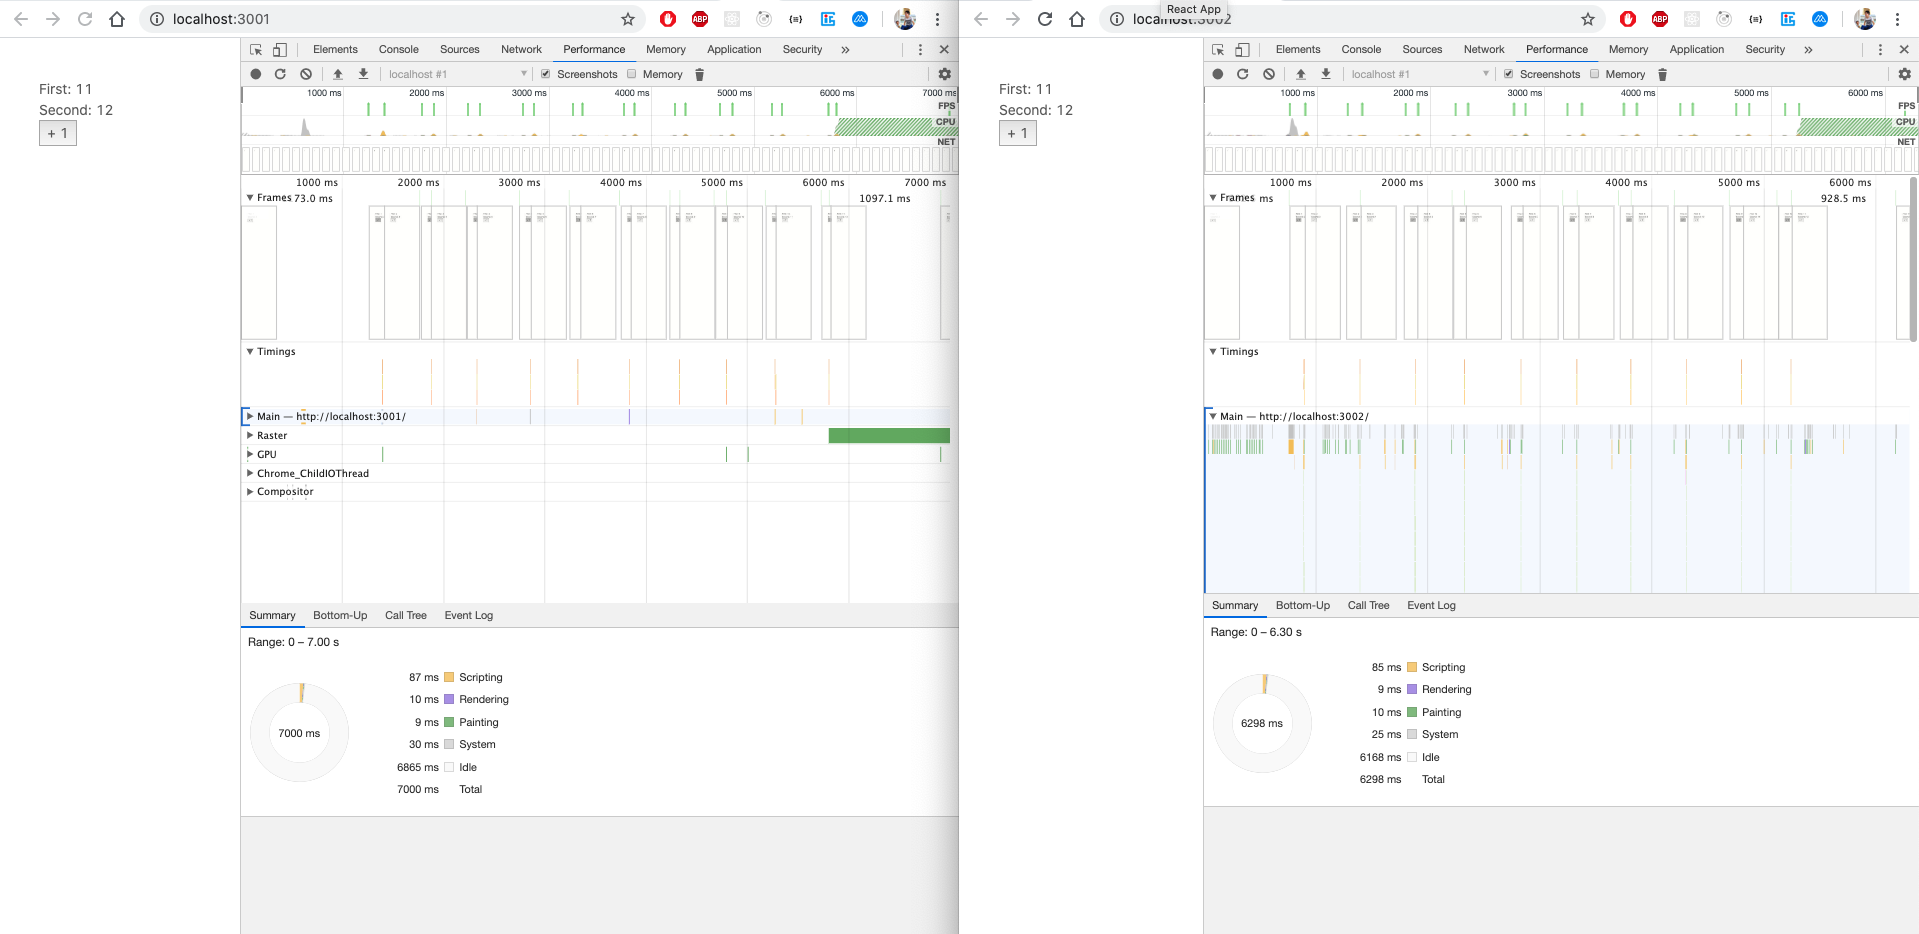 localhost:3001
ABP
First: 11
Second: 12
+ 1
Elements Console Sources Network Performance Memory Application Security »
localhost #1 Screenshots Memory
1000 ms 2000 ms 3000 ms 4000 ms 5000 ms 6000 ms 7000 ms
FPS
CPU
NET
1000 ms 2000 ms 3000 ms 4000 ms 5000 ms 6000 ms 7000 ms
Frames 73.0 ms 1097.1 ms
Timings
Main — http://localhost:3001/
Raster
GPU
Chrome_ChildIOThread
Compositor
Summary Bottom-Up Call Tree Event Log
Range: 0 – 7.00 s
7000 ms
87 ms Scripting
10 ms Rendering
9 ms Painting
30 ms System
6865 ms Idle
7000 ms Total
React App
localhost:3002
ABP
First: 11
Second: 12
+ 1
Elements Console Sources Network Performance Memory Application Security »
localhost #1 Screenshots Memory
1000 ms 2000 ms 3000 ms 4000 ms 5000 ms 6000 ms
FPS
CPU
NET
1000 ms 2000 ms 3000 ms 4000 ms 5000 ms 6000 ms
Frames ms 928.5 ms
Timings
Main — http://localhost:3002/
Summary Bottom-Up Call Tree Event Log
Range: 0 – 6.30 s
6298 ms
85 ms Scripting
9 ms Rendering
10 ms Painting
25 ms System
6168 ms Idle
6298 ms Total